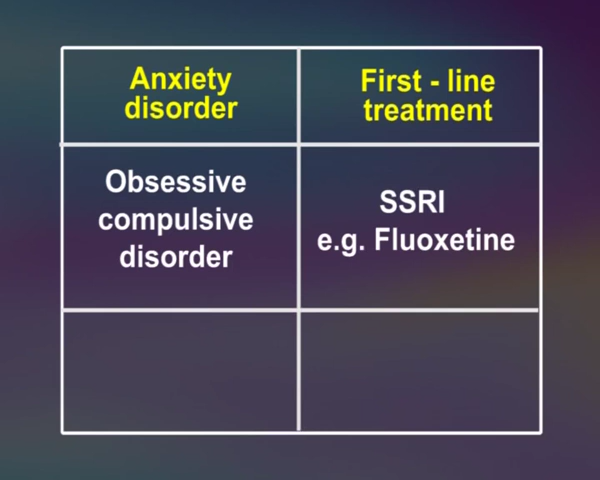 Anxiety
disorder
First - line
treatment
Obsessive
compulsive
disorder
SSRI
e.g. Fluoxetine